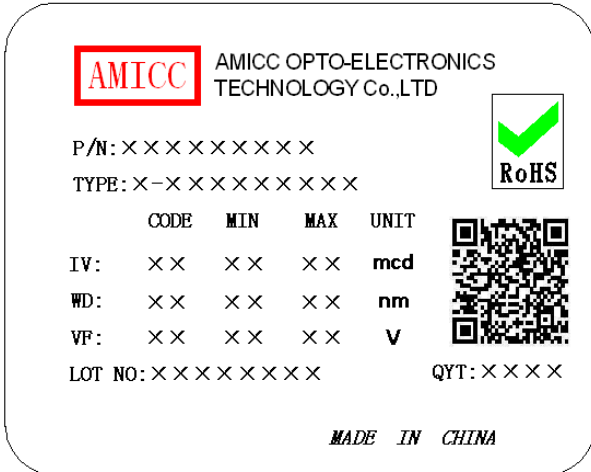 AMICC
AMICC OPTO-ELECTRONICS
TECHNOLOGY Co.,LTD
RoHS
P/N:×××××××××
TYPE:×-×××××××××
CODE MIN MAX UNIT
IV: ×× ×× ×× mcd
WD: ×× ×× ×× nm
VF: ×× ×× ×× V
LOT NO:×××××××× QYT:××××
MADE IN CHINA